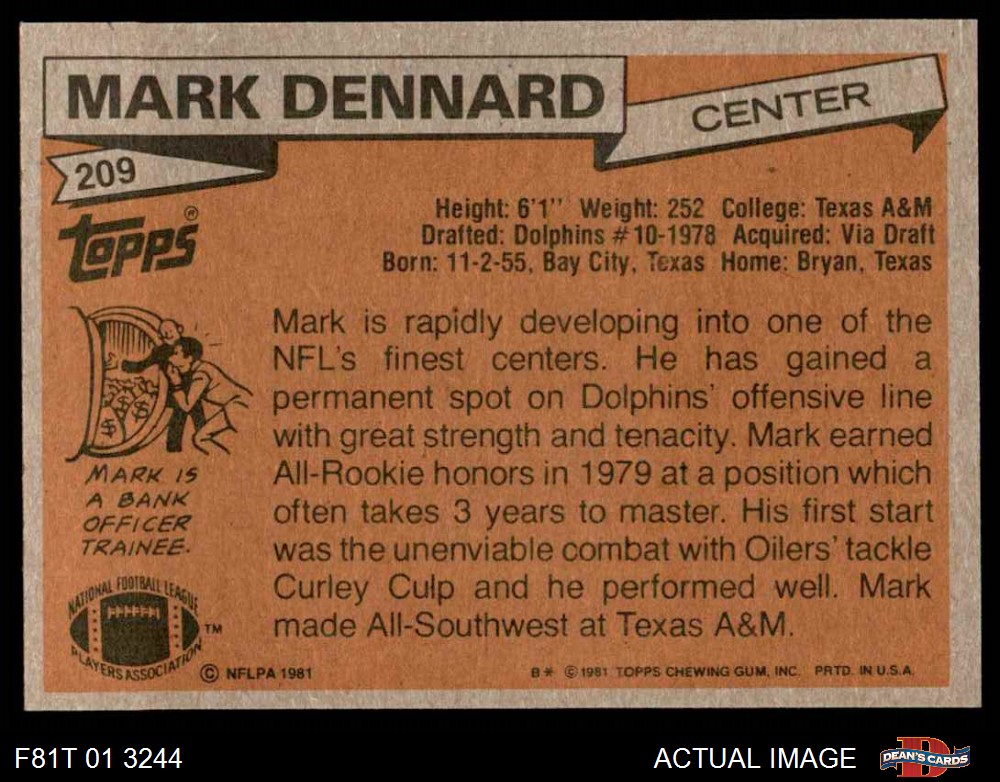 MARK DENNARD
CENTER
209
TOPPS®
Height: 6'1'' Weight: 252 College: Texas A&M
Drafted: Dolphins #10-1978 Acquired: Via Draft
Born: 11-2-55, Bay City, Texas Home: Bryan, Texas
Mark is rapidly developing into one of the
NFL's finest centers. He has gained a
permanent spot on Dolphins' offensive line
with great strength and tenacity. Mark earned
All-Rookie honors in 1979 at a position which
often takes 3 years to master. His first start
was the unenviable combat with Oilers' tackle
Curley Culp and he performed well. Mark
made All-Southwest at Texas A&M.
$ $ $
MARK IS
A BANK
OFFICER
TRAINEE.
NATIONAL FOOTBALL LEAGUE
PLAYERS ASSOCIATION
TM
© NFLPA 1981
B* © 1981 TOPPS CHEWING GUM, INC. PRTD. IN U.S.A.
F81T 01 3244
ACTUAL IMAGE
D
DEAN'S CARDS